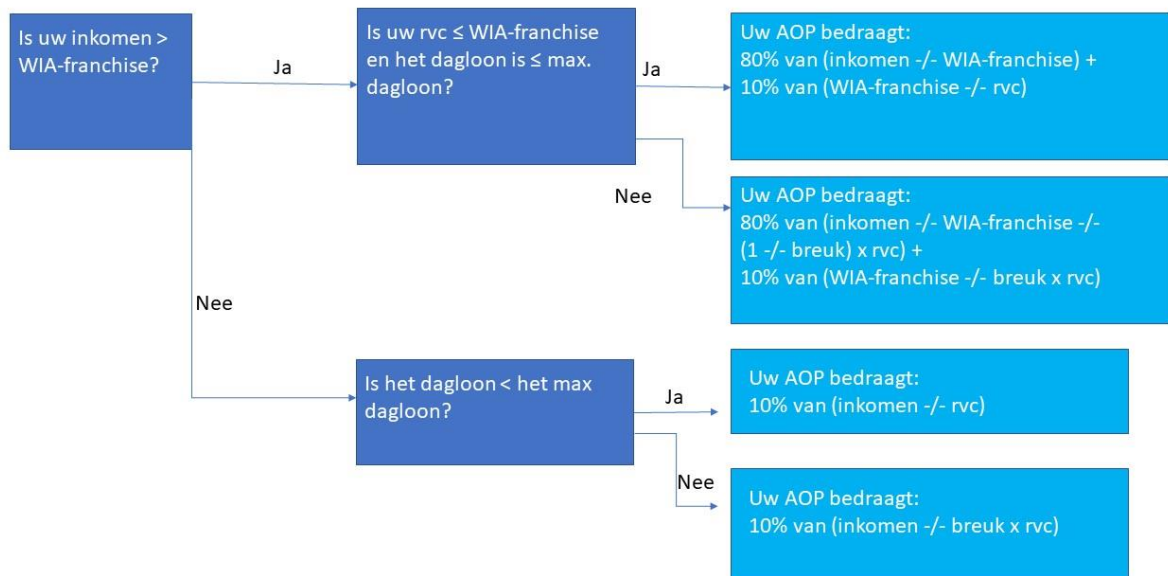 Is uw inkomen >
WIA-franchise?
Ja
Is uw rvc ≤ WIA-franchise
en het dagloon is ≤ max.
dagloon?
Ja
Uw AOP bedraagt:
80% van (inkomen -/- WIA-franchise) +
10% van (WIA-franchise -/- rvc)
Nee
Uw AOP bedraagt:
80% van (inkomen -/- WIA-franchise -/-
(1 -/- breuk) x rvc) +
10% van (WIA-franchise -/- breuk x rvc)
Nee
Is het dagloon < het max
dagloon?
Ja
Uw AOP bedraagt:
10% van (inkomen -/- rvc)
Nee
Uw AOP bedraagt:
10% van (inkomen -/- breuk x rvc)